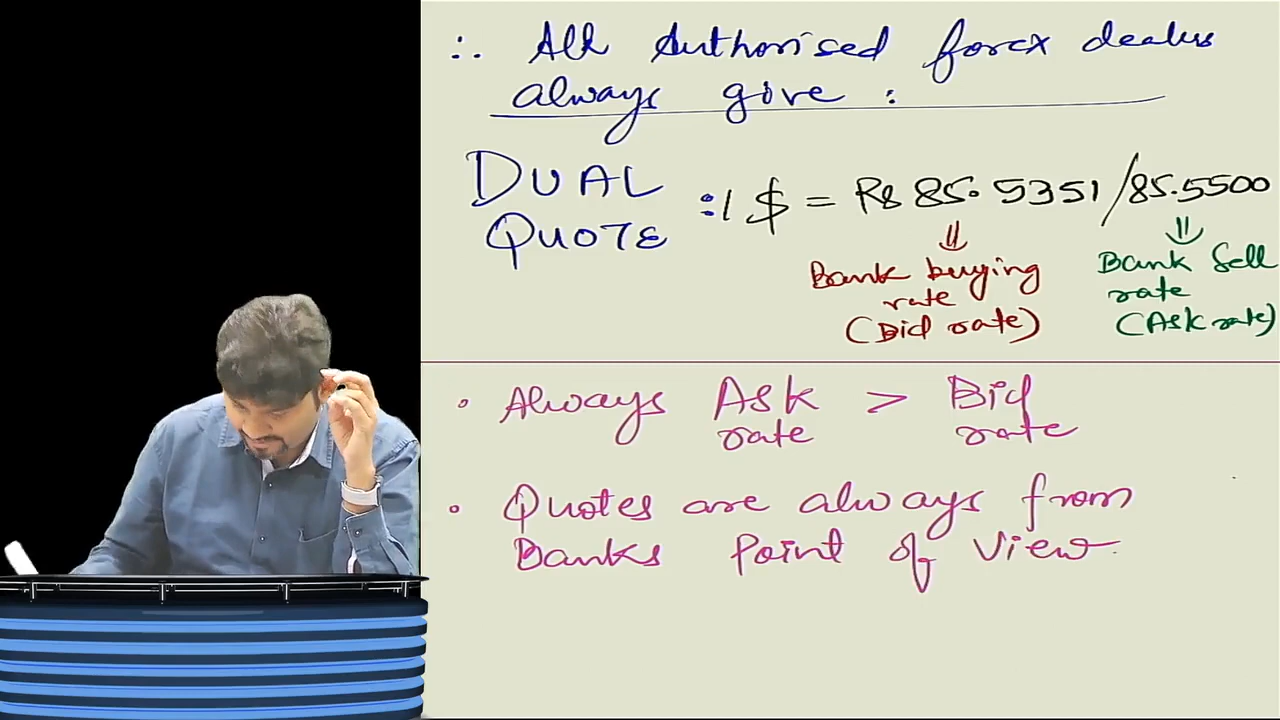 ∴ All Authorised forex dealers
always give :
DUAL QUOTE : 1 $ = Rs 85.5351 / 85.5500
Bank buying rate (Bid rate)
Bank Sell rate (Ask rate)
• Always Ask rate > Bid rate
• Quotes are always from
Banks Point of View